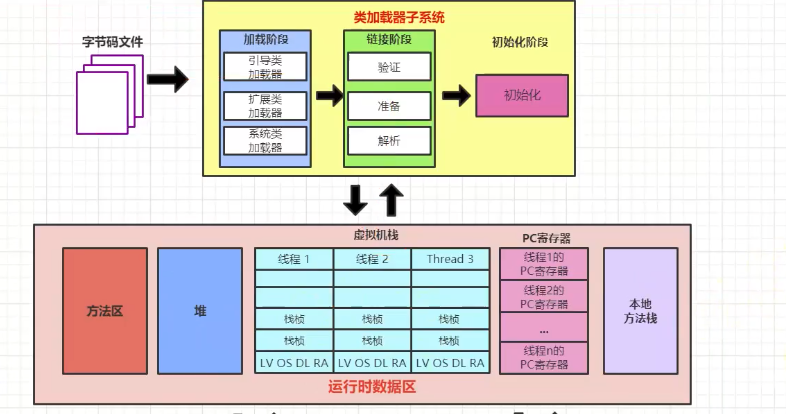 类加载器子系统
字节码文件
加载阶段
引导类
加载器
扩展类
加载器
系统类
加载器
链接阶段
验证
准备
解析
初始化阶段
初始化
虚拟机栈
PC寄存器
方法区
堆
线程 1
线程 2
Thread 3
栈桢
栈桢
栈桢
栈桢
栈桢
栈桢
LV OS DL RA
LV OS DL RA
LV OS DL RA
线程1的
PC寄存器
线程2的
PC寄存器
...
线程n的
PC寄存器
本地
方法栈
运行时数据区